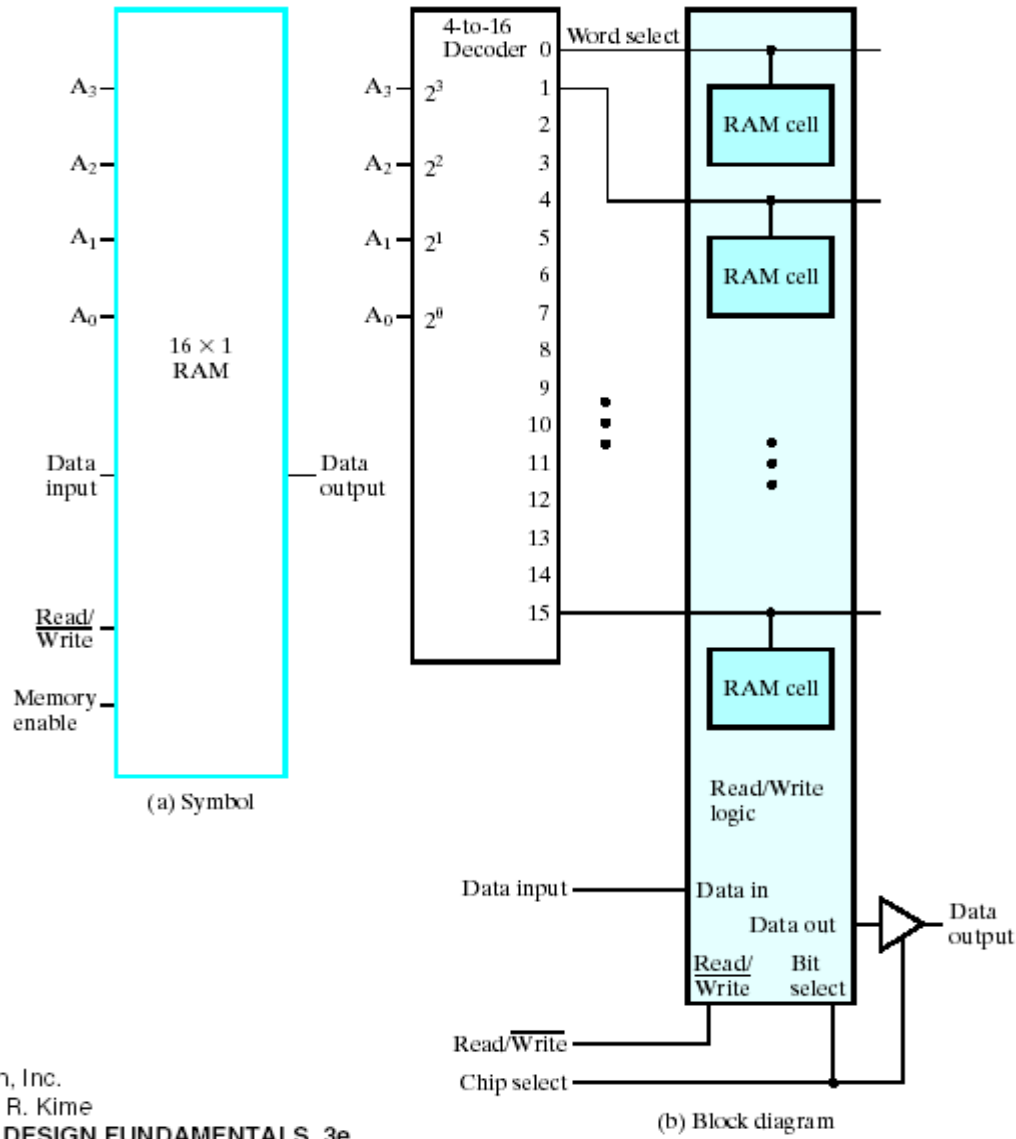 A3
A2
A1
A0
16 × 1
RAM
Data
input
Data
output
Read/
Write
Memory
enable
(a) Symbol
4-to-16
Decoder
A3
A2
A1
A0
2^3
2^2
2^1
2^0
0
1
2
3
4
5
6
7
8
9
10
11
12
13
14
15
Word select
RAM cell
RAM cell
RAM cell
Read/Write
logic
Data input
Data in
Data out
Data
output
Read/
Write
Bit
select
Read/Write
Chip select
(b) Block diagram
n, Inc.
R. Kime
DESIGN FUNDAMENTALS, 3e